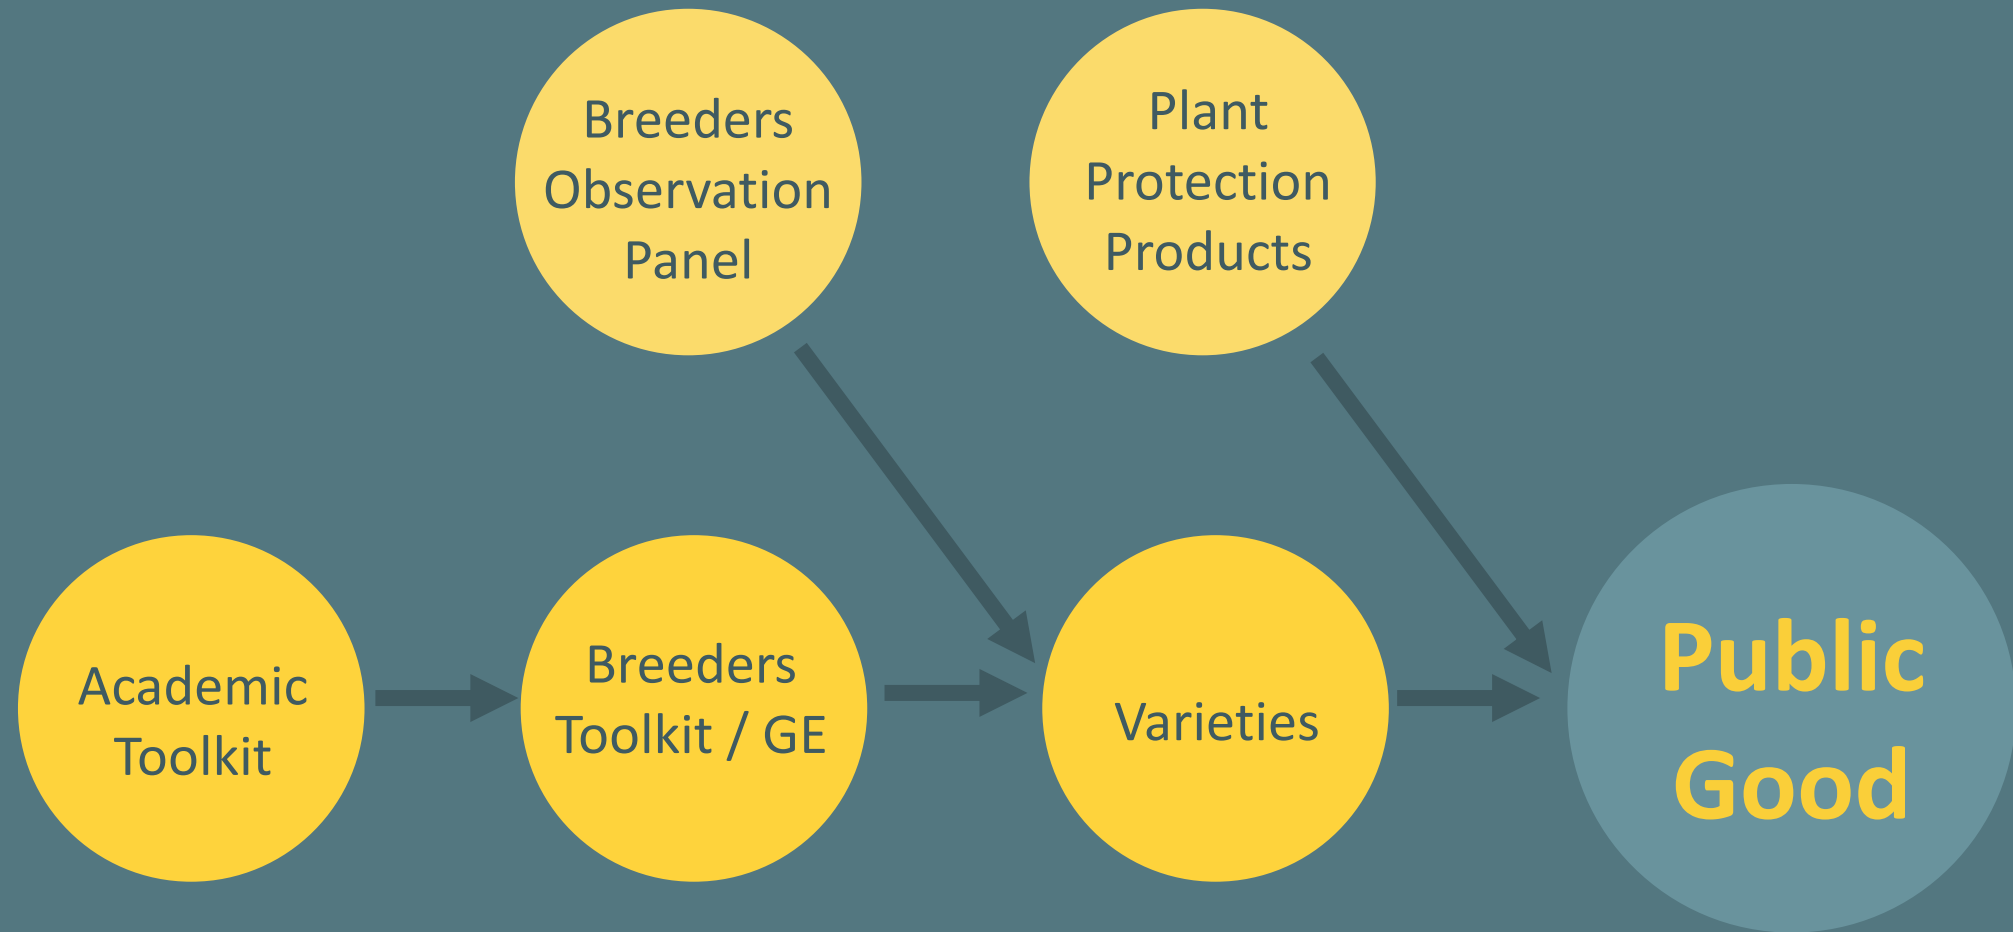 Breeders
Observation
Panel
Plant
Protection
Products
Academic
Toolkit
Breeders
Toolkit / GE
Varieties
Public
Good